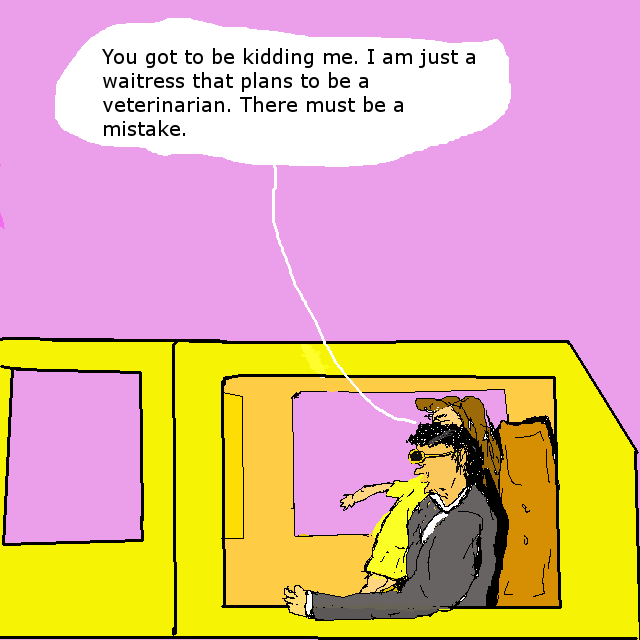 You got to be kidding me. I am just a
waitress that plans to be a
veterinarian. There must be a
mistake.